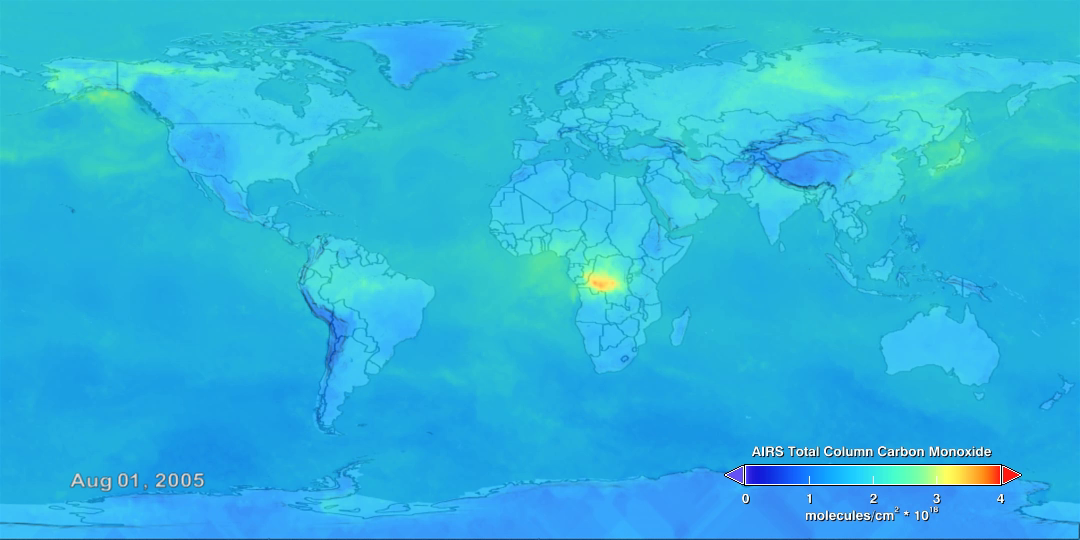 AIRS Total Column Carbon Monoxide
Aug 01, 2005
0 1 2 3 4
molecules/cm² * 10¹⁸